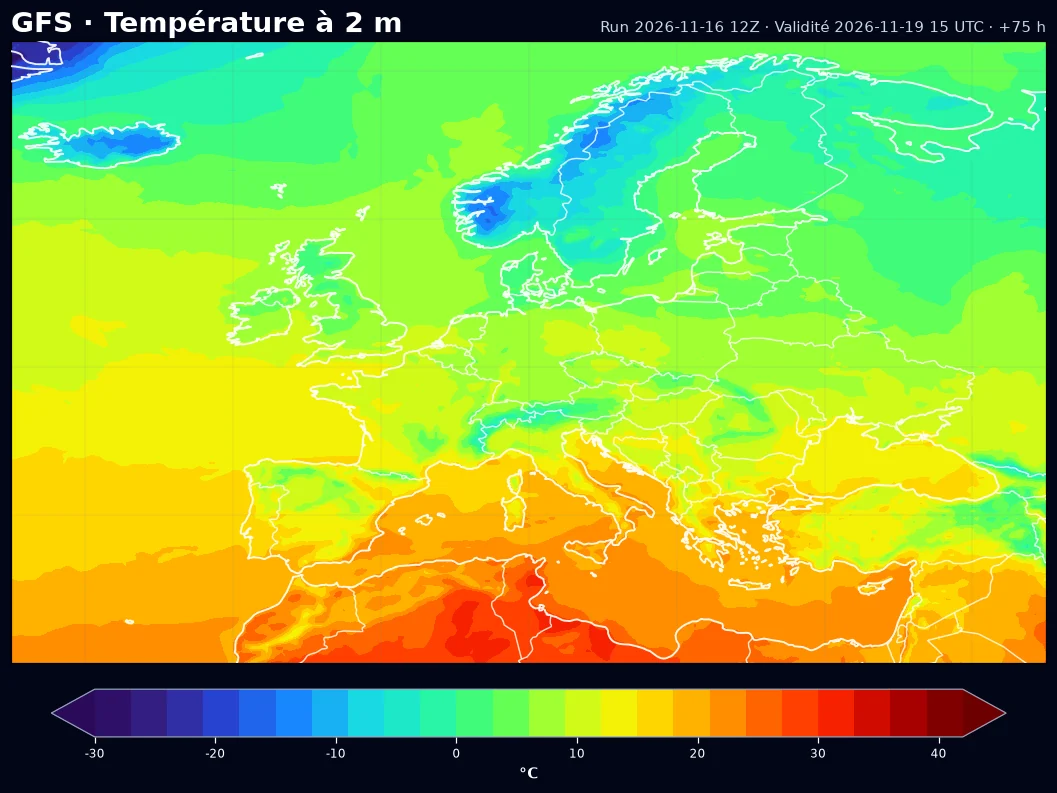 GFS · Température à 2 m
Run 2026-11-16 12Z · Validité 2026-11-19 15 UTC · +75 h
-30 -20 -10 0 10 20 30 40
°C